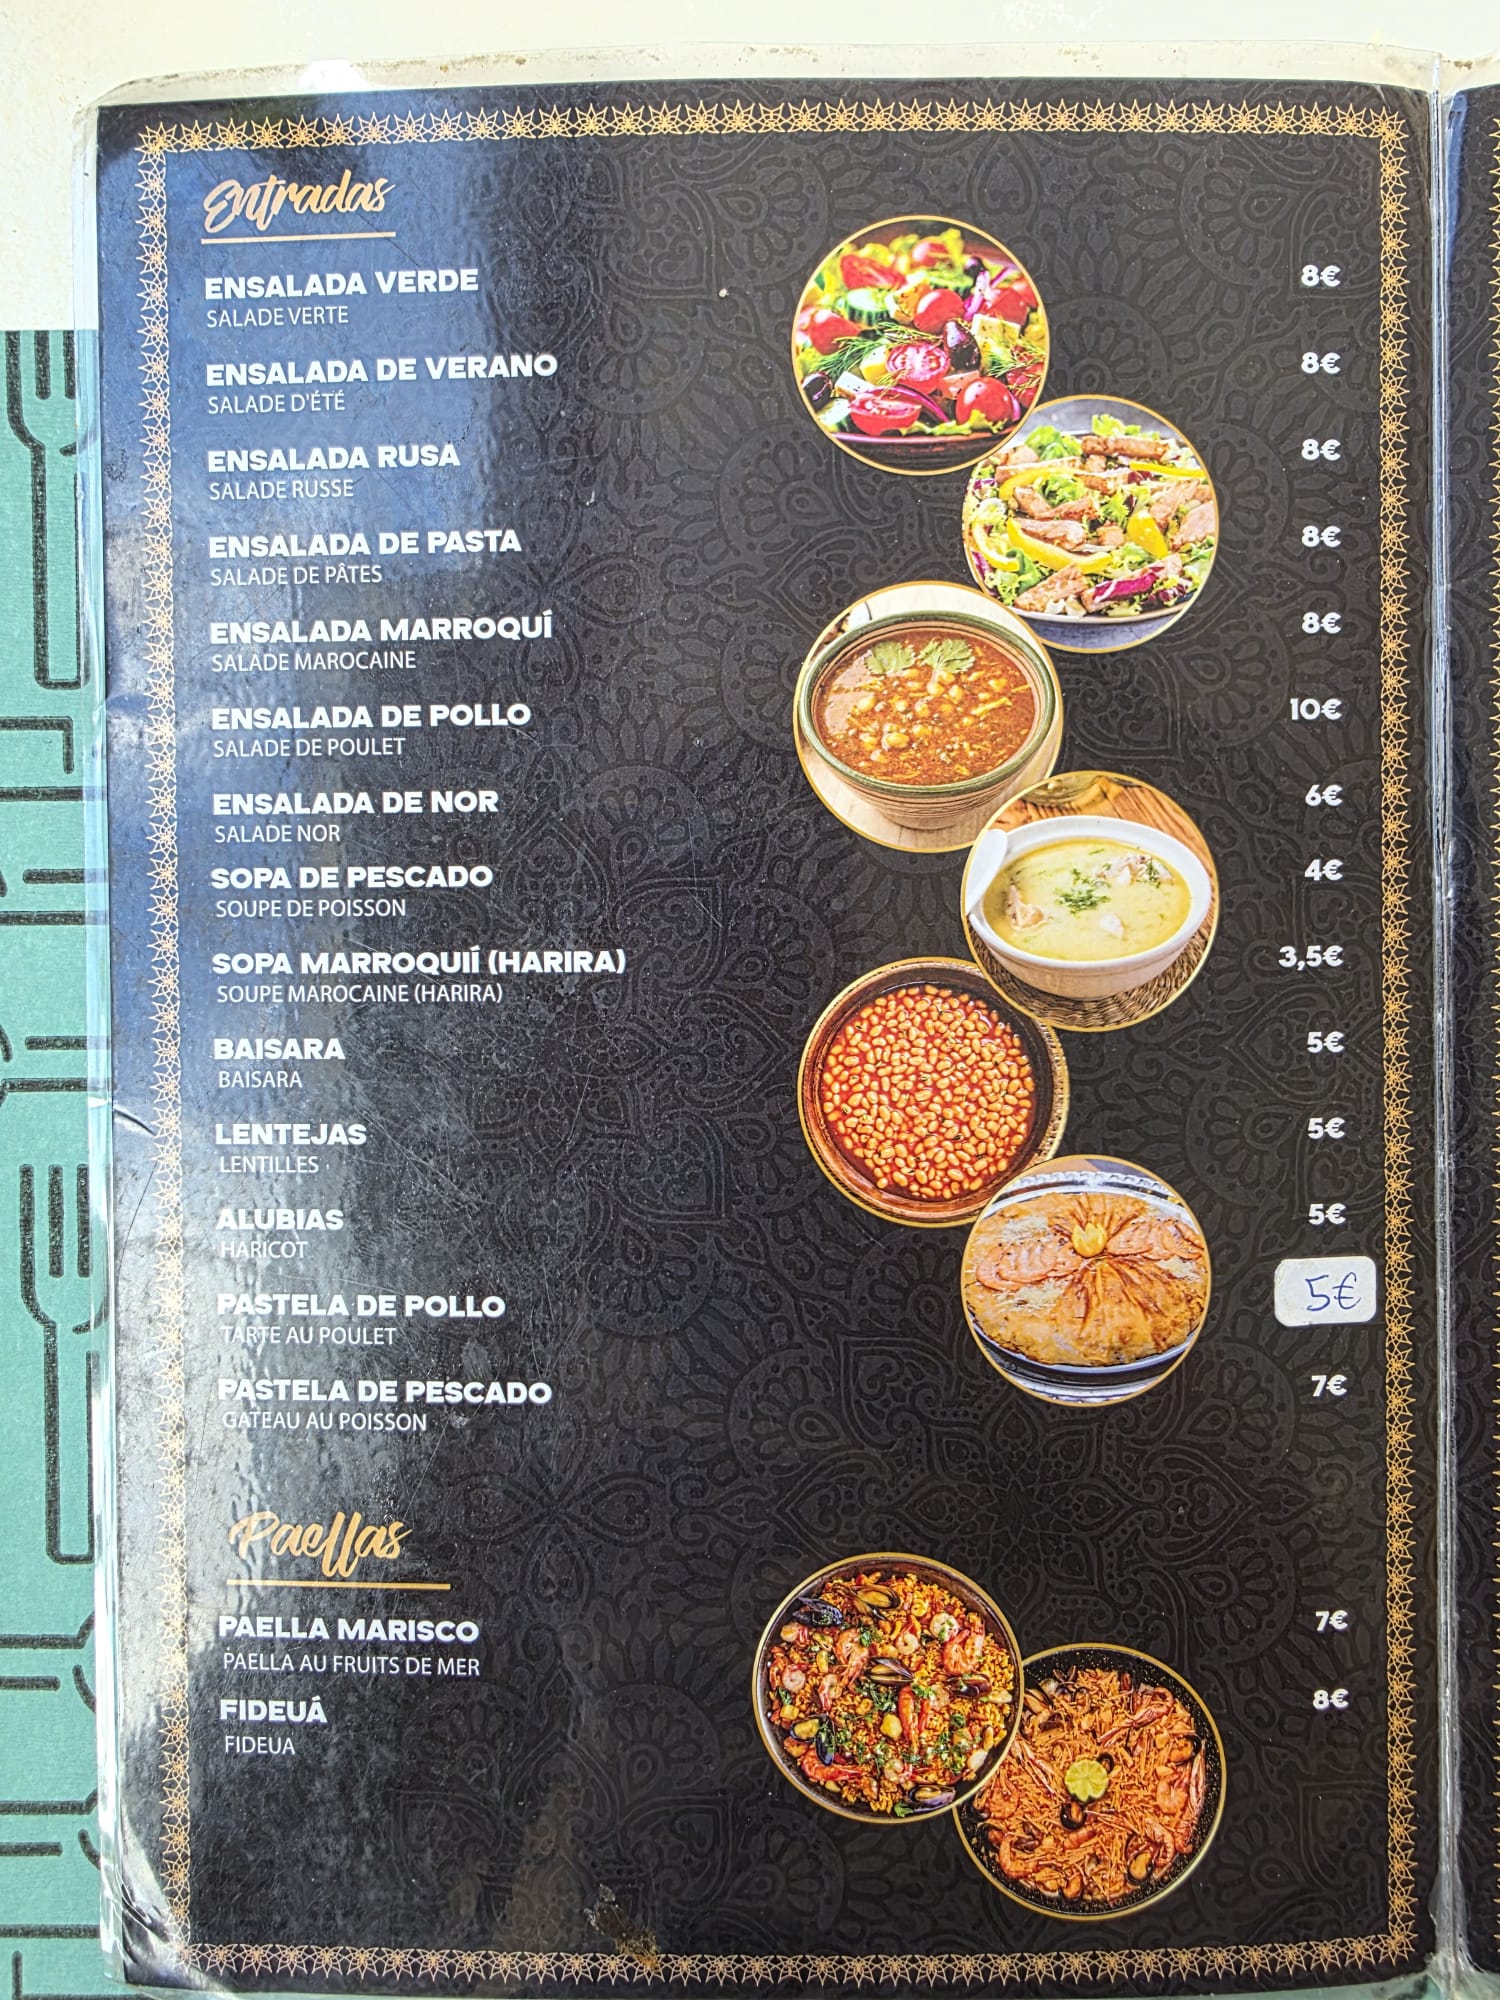 Entradas
ENSALADA VERDE 8€
SALADE VERTE
ENSALADA DE VERANO 8€
SALADE D'ÉTÉ
ENSALADA RUSA 8€
SALADE RUSSE
ENSALADA DE PASTA 8€
SALADE DE PÂTES
ENSALADA MARROQUÍ 8€
SALADE MAROCAINE
ENSALADA DE POLLO 10€
SALADE DE POULET
ENSALADA DE NOR 6€
SALADE NOR
SOPA DE PESCADO 4€
SOUPE DE POISSON
SOPA MARROQUIÍ (HARIRA) 3,5€
SOUPE MAROCAINE (HARIRA)
BAISARA 5€
BAISARA
LENTEJAS 5€
LENTILLES
ALUBIAS 5€
HARICOT
PASTELA DE POLLO 5€
TARTE AU POULET
PASTELA DE PESCADO 7€
GATEAU AU POISSON
Paellas
PAELLA MARISCO 7€
PAELLA AU FRUITS DE MER
FIDEUÁ 8€
FIDEUA